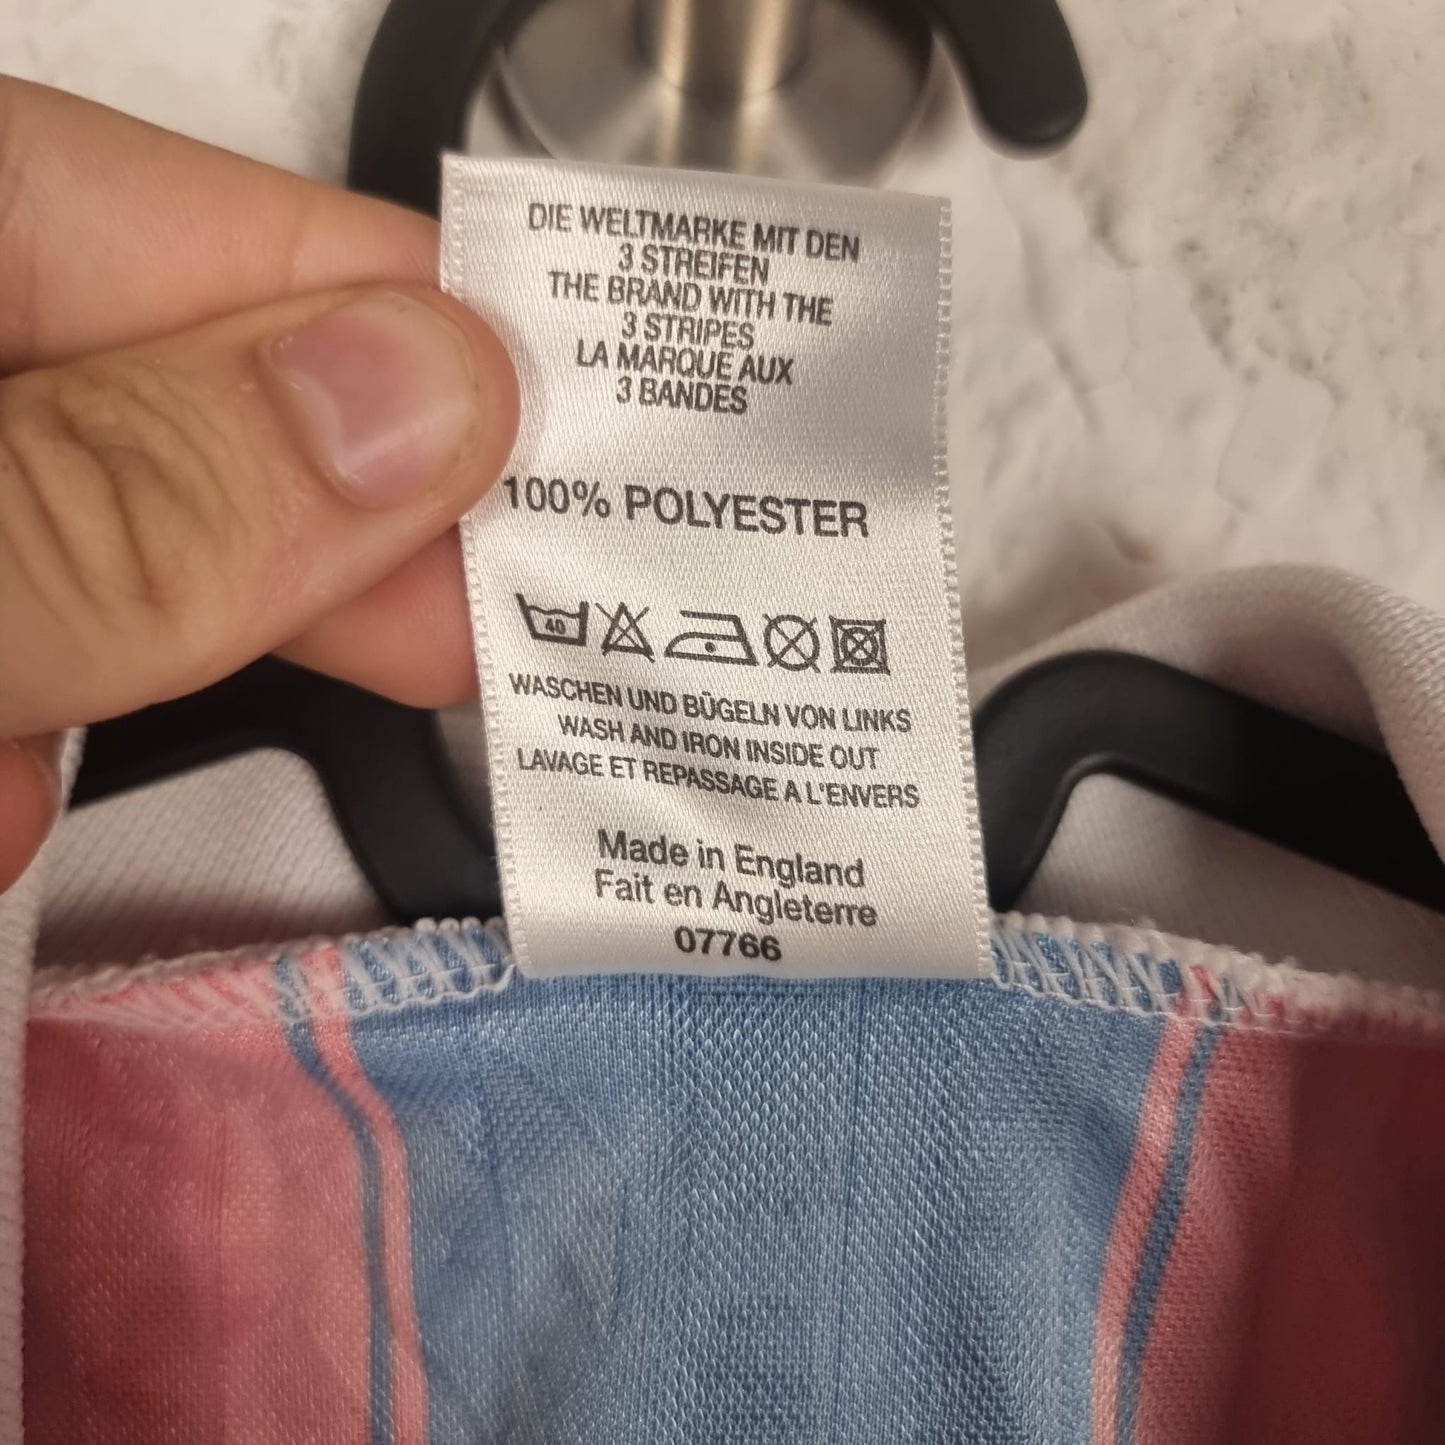 DIE WELTMARKE MIT DEN
3 STREIFEN
THE BRAND WITH THE
3 STRIPES
LA MARQUE AUX
3 BANDES
100% POLYESTER
40
WASCHEN UND BÜGELN VON LINKS
WASH AND IRON INSIDE OUT
LAVAGE ET REPASSAGE A L'ENVERS
Made in England
Fait en Angleterre
07766